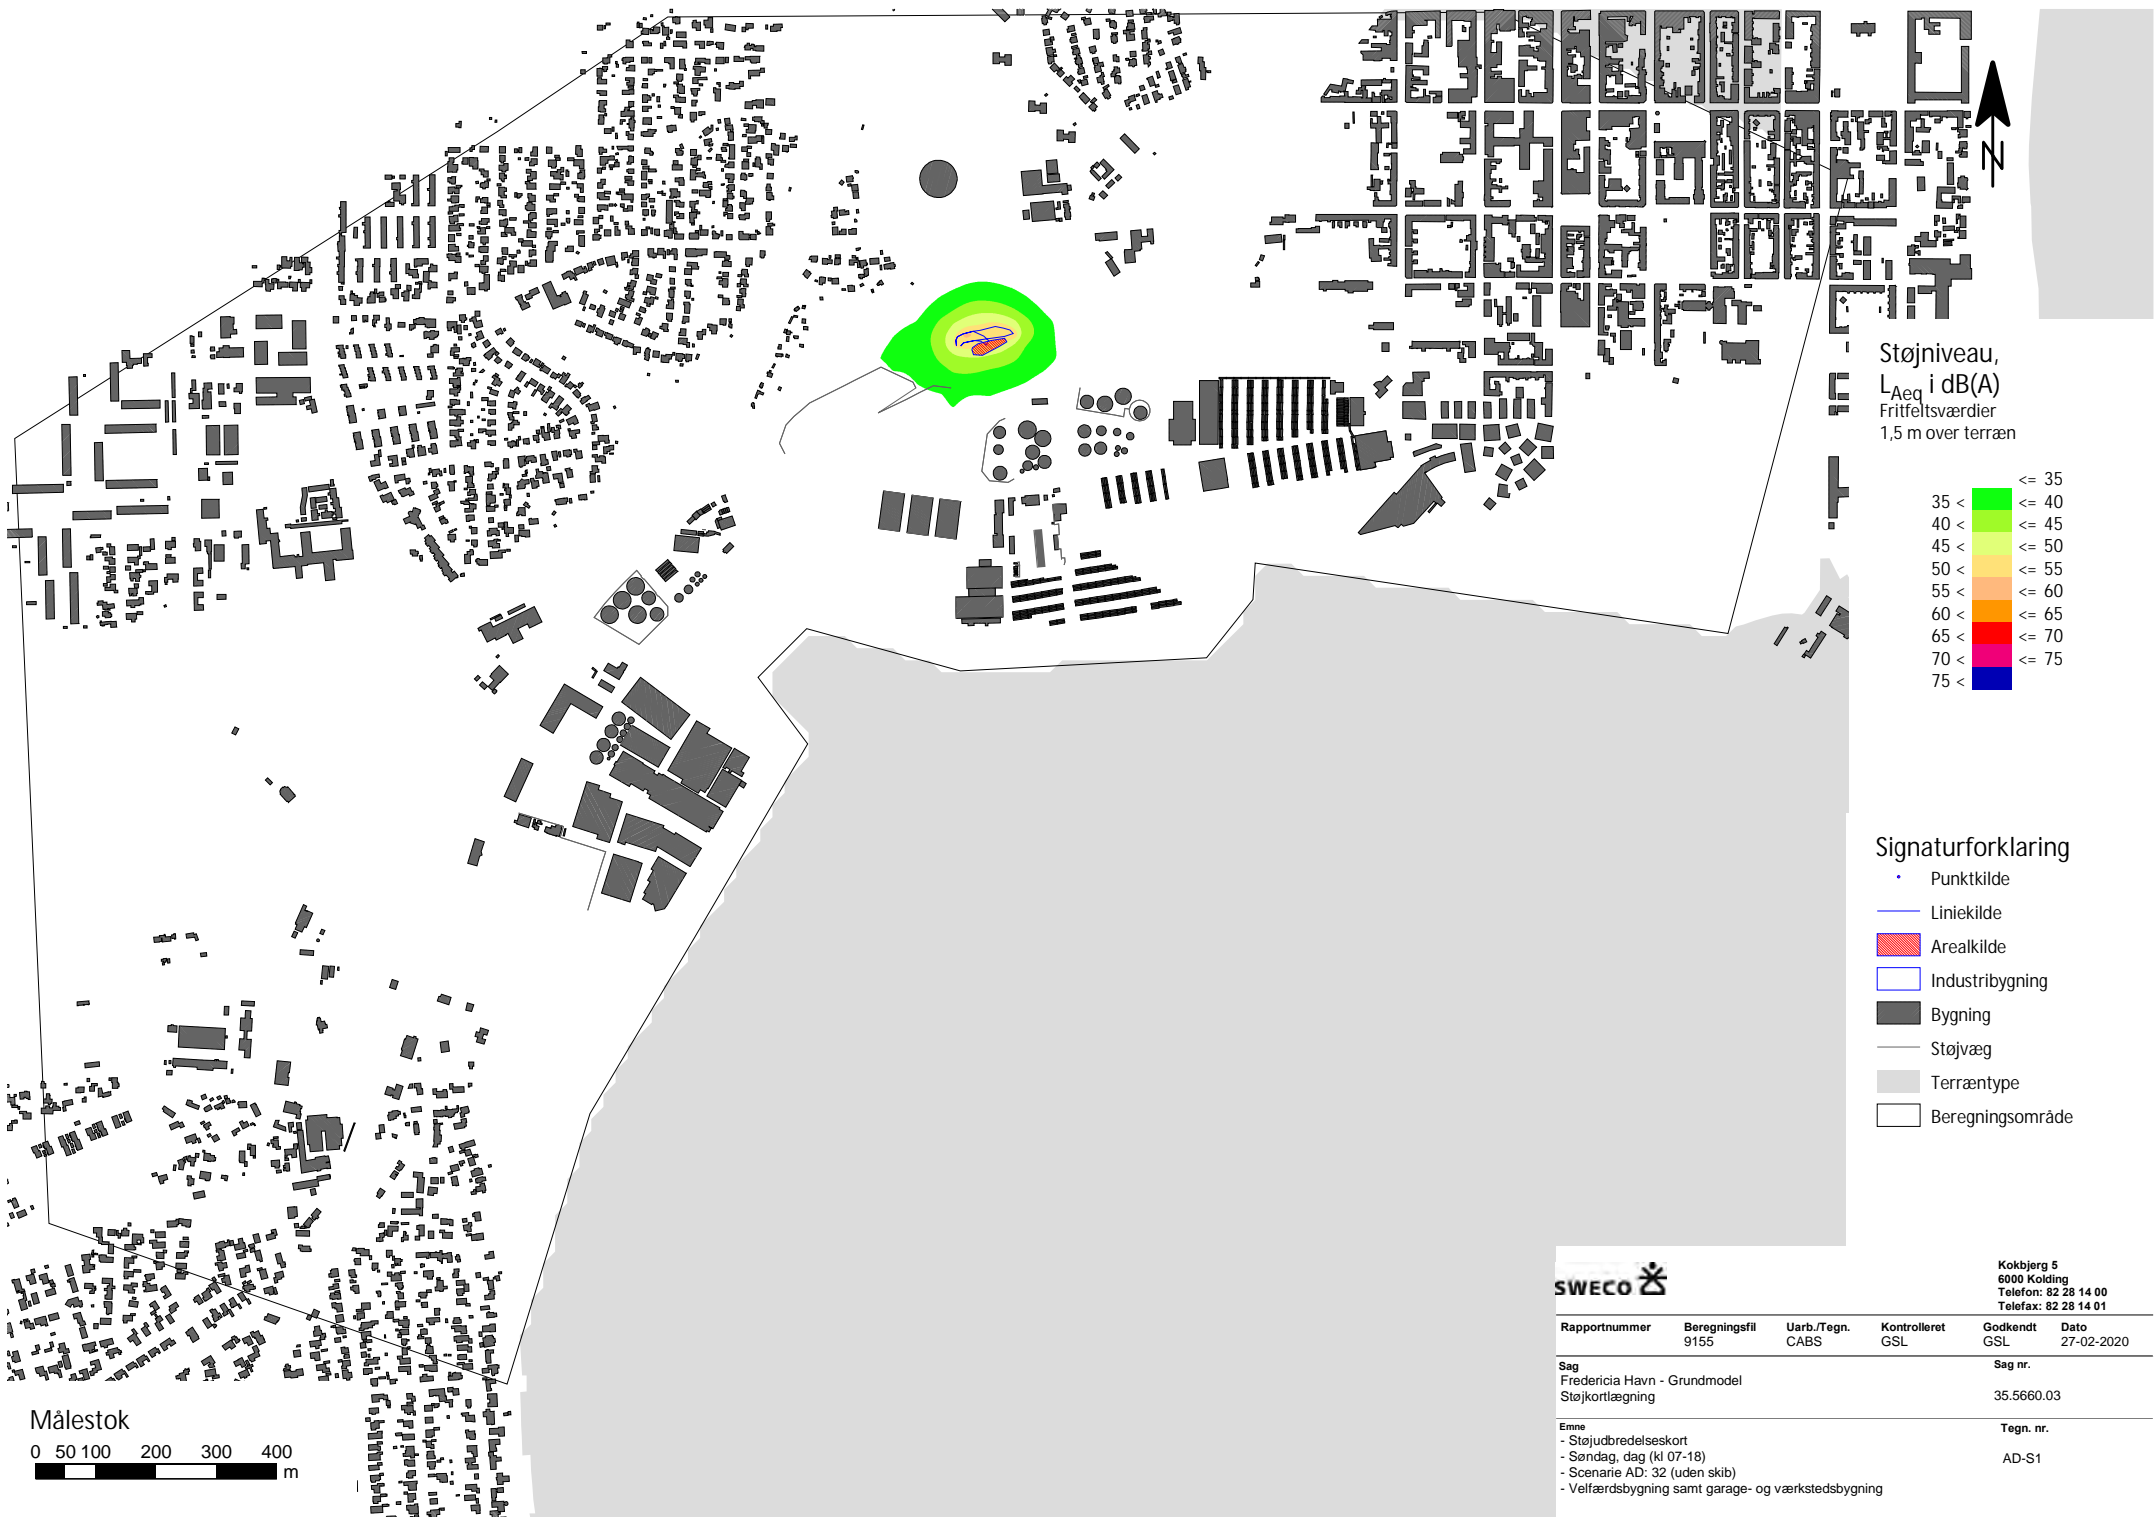 N
Støjniveau,
LAeq i dB(A)
Fritfeltsværdier
1,5 m over terræn
<= 35
35 < <= 40
40 < <= 45
45 < <= 50
50 < <= 55
55 < <= 60
60 < <= 65
65 < <= 70
70 < <= 75
75 <
Signaturforklaring
Punktkilde
Liniekilde
Arealkilde
Industribygning
Bygning
Støjvæg
Terræntype
Beregningsområde
Målestok
0 50 100 200 300 400
m
SWECO
Kokbjerg 5
6000 Kolding
Telefon: 82 28 14 00
Telefax: 82 28 14 01
Rapportnummer Beregningsfil Uarb./Tegn. Kontrolleret Godkendt Dato
9155 CABS GSL GSL 27-02-2020
Sag Sag nr.
Fredericia Havn - Grundmodel
Støjkortlægning 35.5660.03
Emne Tegn. nr.
- Støjudbredelseskort
- Søndag, dag (kl 07-18) AD-S1
- Scenarie AD: 32 (uden skib)
- Velfærdsbygning samt garage- og værkstedsbygning